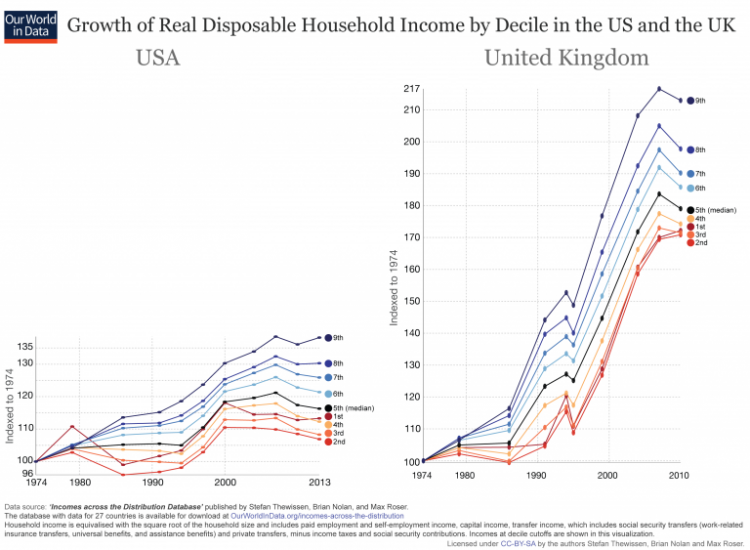 Our World
in Data
Growth of Real Disposable Household Income by Decile in the US and the UK
USA
United Kingdom
Indexed to 1974
135
130
120
110
100
96
1974
1980
1990
2000
2013
9th
8th
7th
6th
5th (median)
1st
4th
3rd
2nd
Indexed to 1974
217
210
200
190
180
170
160
150
140
130
120
110
100
1974
1980
1990
2000
2010
9th
8th
7th
6th
5th (median)
4th
1st
3rd
2nd
Data source: 'Incomes across the Distribution Database' published by Stefan Thewissen, Brian Nolan, and Max Roser.
The database with data for 27 countries is available for download at OurWorldInData.org/incomes-across-the-distribution
Household income is equivalised with the square root of the household size and includes paid employment and self-employment income, capital income, transfer income, which includes social security transfers (work-related
insurance transfers, universal benefits, and assistance benefits) and private transfers, minus income taxes and social security contributions. Incomes at decile cutoffs are shown in this visualization.
Licensed under CC-BY-SA by the authors Stefan Thewissen, Brian Nolan and Max Roser.